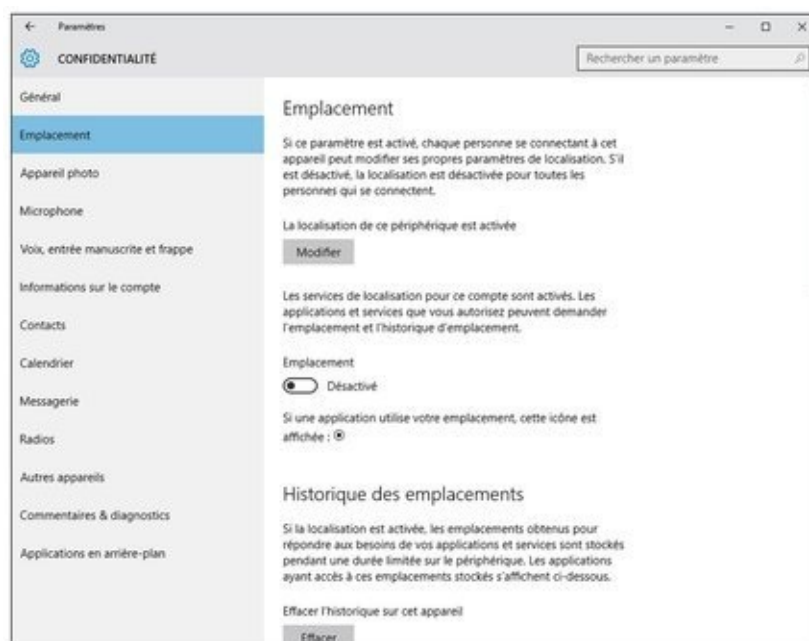 Paramètres
CONFIDENTIALITÉ
Rechercher un paramètre
Général
Emplacement
Appareil photo
Microphone
Voix, entrée manuscrite et frappe
Informations sur le compte
Contacts
Calendrier
Messagerie
Radios
Autres appareils
Commentaires & diagnostics
Applications en arrière-plan
Emplacement
Si ce paramètre est activé, chaque personne se connectant à cet
appareil peut modifier ses propres paramètres de localisation. S'il
est désactivé, la localisation est désactivée pour toutes les
personnes qui se connectent.
La localisation de ce périphérique est activée
Modifier
Les services de localisation pour ce compte sont activés. Les
applications et services que vous autorisez peuvent demander
l'emplacement et l'historique d'emplacement.
Emplacement
Désactivé
Si une application utilise votre emplacement, cette icône est
affichée :
Historique des emplacements
Si la localisation est activée, les emplacements obtenus pour
répondre aux besoins de vos applications et services sont stockés
pendant une durée limitée sur le périphérique. Les applications
ayant accès à ces emplacements stockés s'affichent ci-dessous.
Effacer l'historique sur cet appareil
Effacer